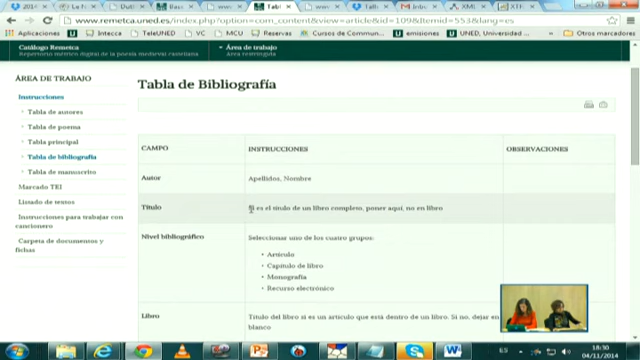 Tabl
Gmail
XML
www.remetca.uned.es/index.php?option=com_content&view=article&id=109&Itemid=553&lang=es
Aplicaciones
Intecca
TeleUNED
VC
MCU
Reservas
Cursos de Commun...
emisiones
UNED, Universidad ...
Otros marcadores
Catálogo Remetca
Repertorio métrico digital de la poesía medieval castellana
Área de trabajo
Área restringida
ÁREA DE TRABAJO
Instrucciones
Tabla de autores
Tabla de poema
Tabla principal
Tabla de bibliografía
Tabla de manuscrito
Marcado TEI
Listado de textos
Instrucciones para trabajar con
cancionero
Carpeta de documentos y
fichas
Tabla de Bibliografía
CAMPO INSTRUCCIONES OBSERVACIONES
Autor Apellidos, Nombre
Título Si es el título de un libro completo, poner aquí, no en libro
Nivel bibliográfico Seleccionar uno de los cuatro grupos:
Artículo
Capítulo de libro
Monografía
Recurso electrónico
Libro Título del libro si es un artículo que está dentro de un libro. Si no, dejar en
blanco
ES
18:30
04/11/2014